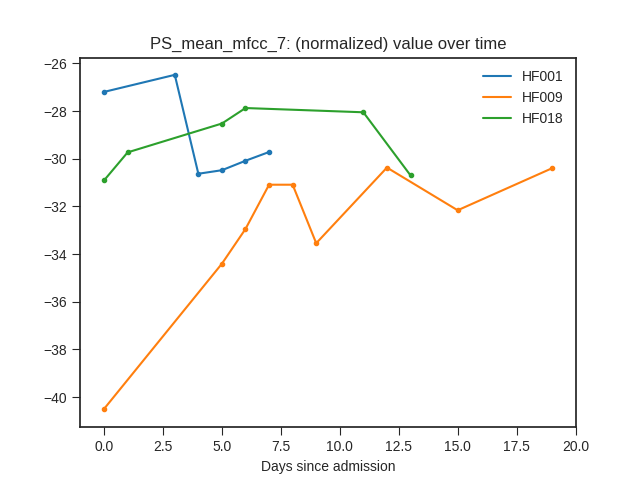 PS_mean_mfcc_7: (normalized) value over time
−26
−28
−30
−32
−34
−36
−38
−40
HF001
HF009
HF018
0.0 2.5 5.0 7.5 10.0 12.5 15.0 17.5 20.0
Days since admission